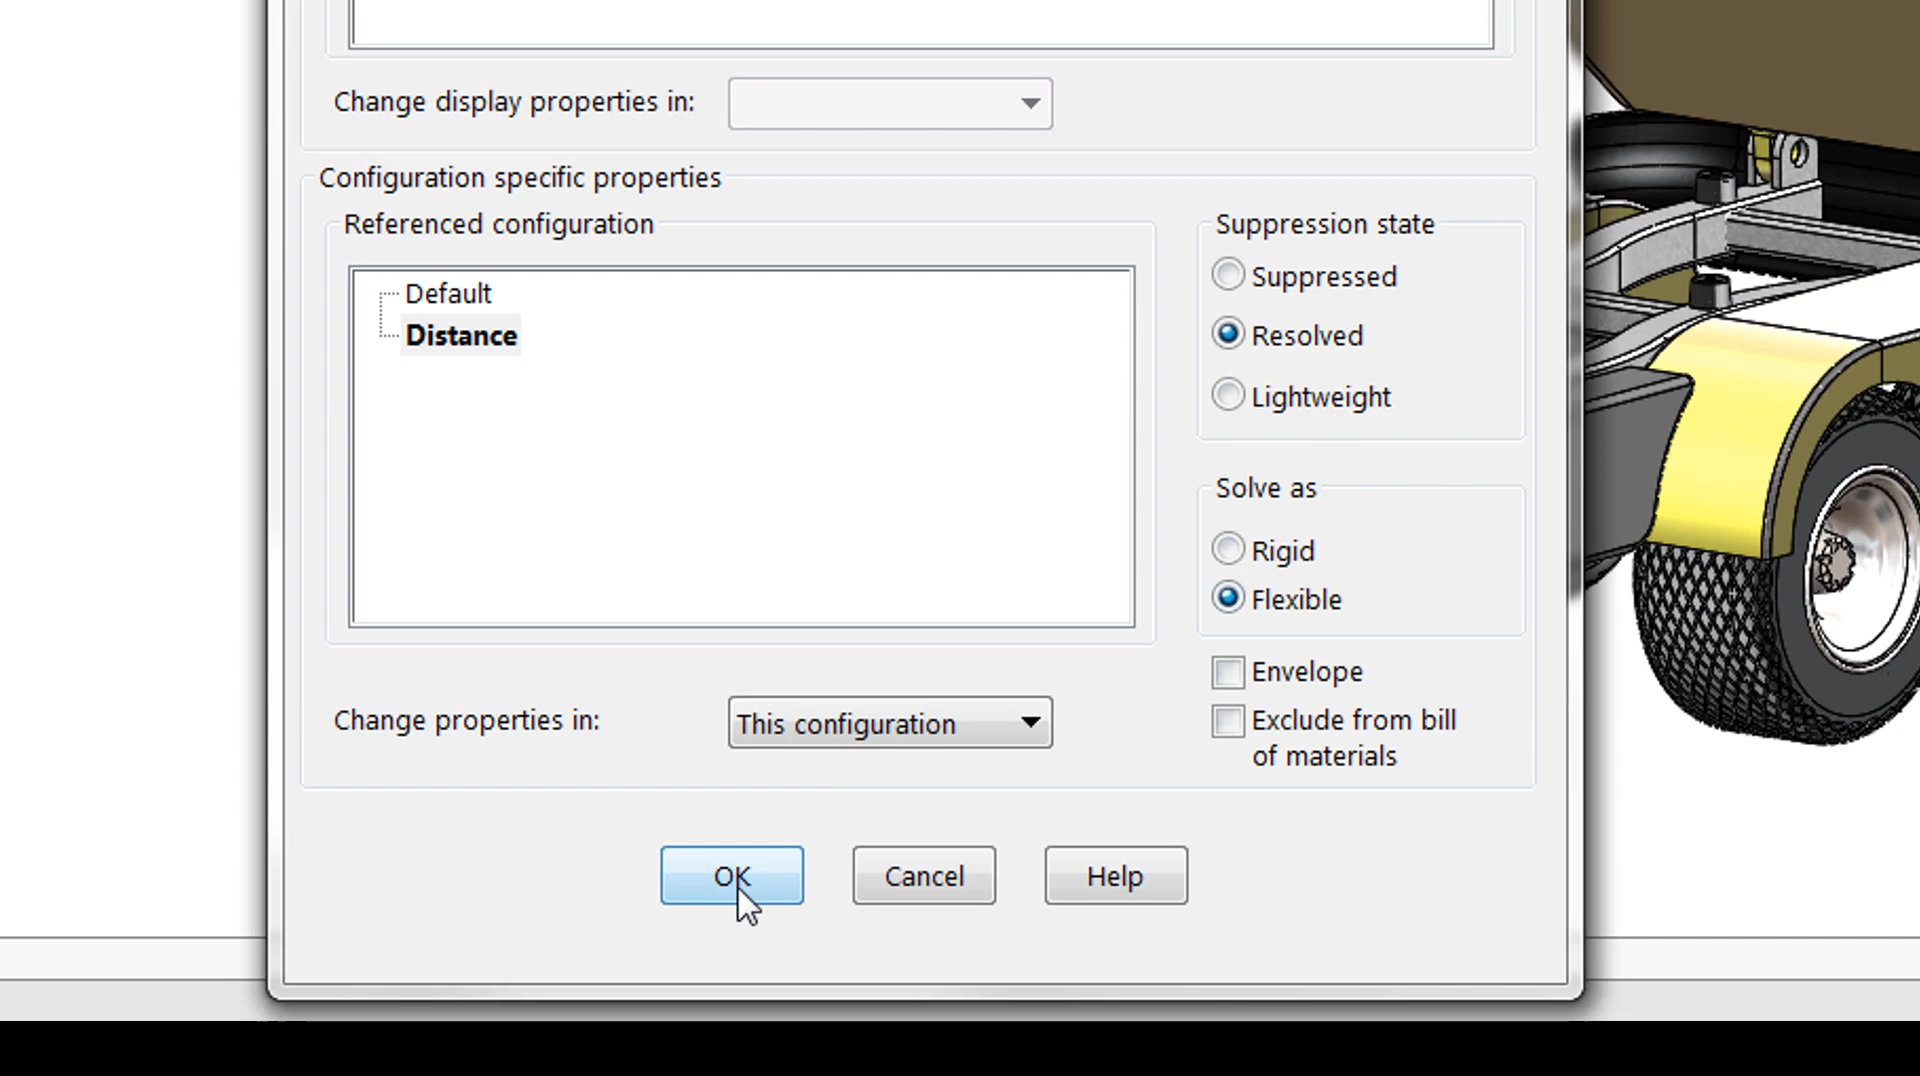 Change display properties in:
Configuration specific properties
Referenced configuration
Default
Distance
Suppression state
Suppressed
Resolved
Lightweight
Solve as
Rigid
Flexible
Envelope
Exclude from bill
of materials
Change properties in:
This configuration
OK
Cancel
Help